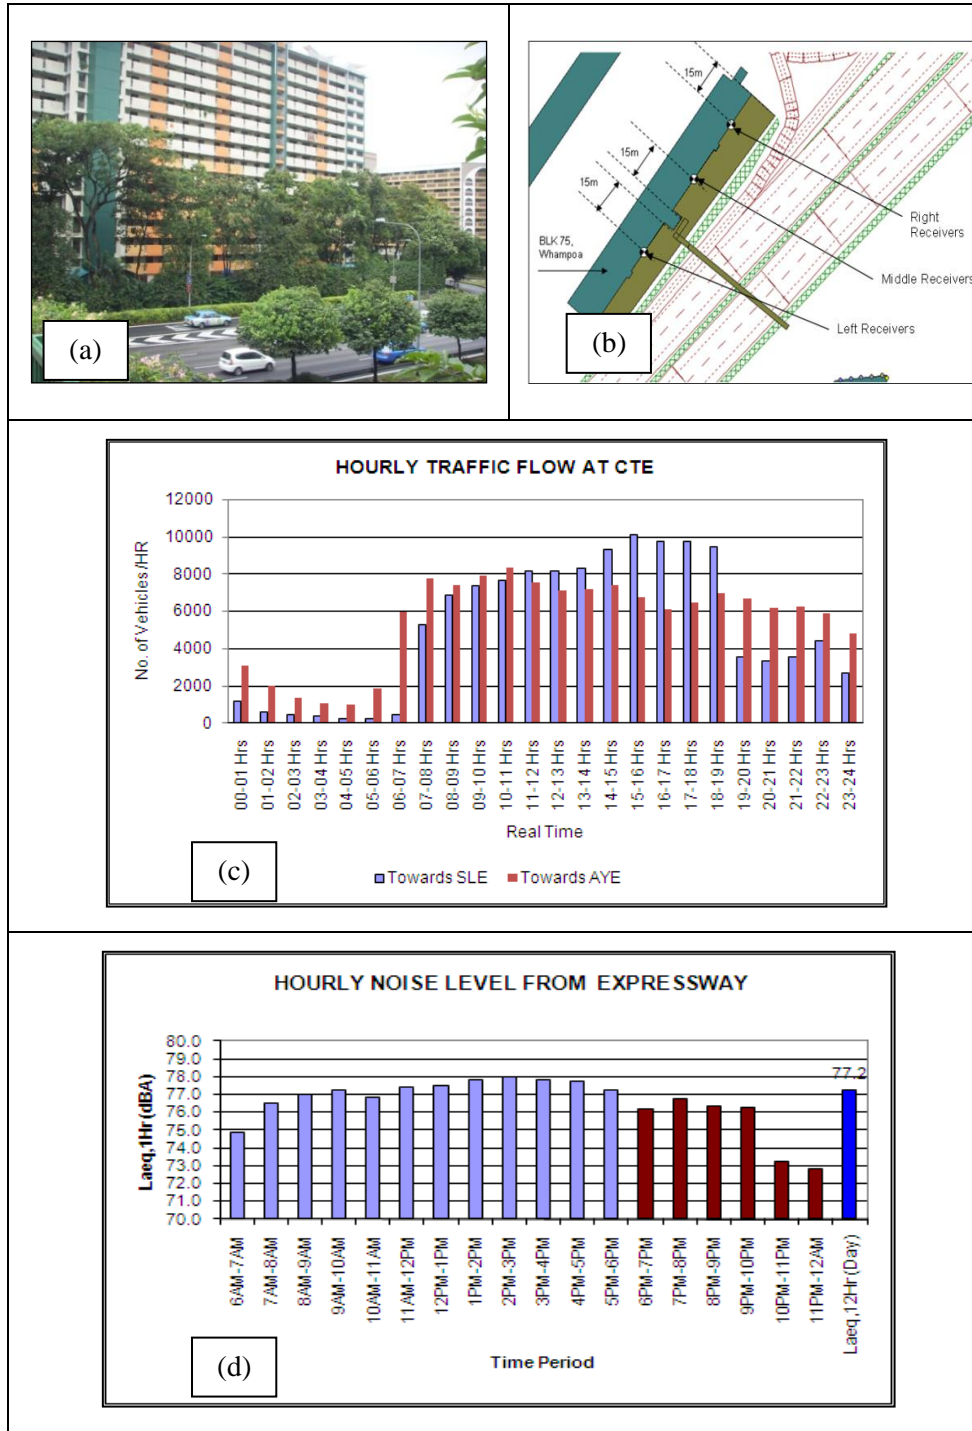 (a)
15m
15m
15m
BLK 75,
Whampoa
Right
Receivers
Middle Receivers
Left Receivers
(b)
HOURLY TRAFFIC FLOW AT CTE
No. of Vehicles /HR
12000
10000
8000
6000
4000
2000
0
00-01 Hrs
01-02 Hrs
02-03 Hrs
03-04 Hrs
04-05 Hrs
05-06 Hrs
06-07 Hrs
07-08 Hrs
08-09 Hrs
09-10 Hrs
10-11 Hrs
11-12 Hrs
12-13 Hrs
13-14 Hrs
14-15 Hrs
15-16 Hrs
16-17 Hrs
17-18 Hrs
18-19 Hrs
19-20 Hrs
20-21 Hrs
21-22 Hrs
22-23 Hrs
23-24 Hrs
Real Time
(c)
Towards SLE
Towards AYE
HOURLY NOISE LEVEL FROM EXPRESSWAY
Laeq,1Hr(dBA)
80.0
79.0
78.0
77.0
76.0
75.0
74.0
73.0
72.0
71.0
70.0
77.2
6AM-7AM
7AM-8AM
8AM-9AM
9AM-10AM
10AM-11AM
11AM-12PM
12PM-1PM
1PM-2PM
2PM-3PM
3PM-4PM
4PM-5PM
5PM-6PM
6PM-7PM
7PM-8PM
8PM-9PM
9PM-10PM
10PM-11PM
11PM-12AM
Laeq,12Hr(Day)
Time Period
(d)